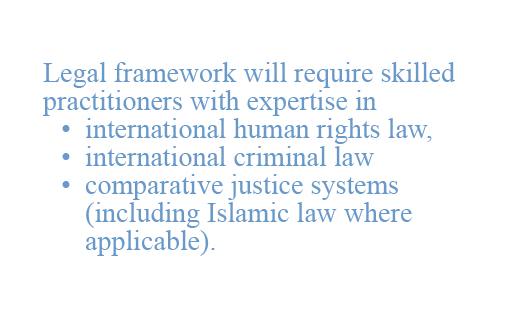 Legal framework will require skilled
practitioners with expertise in
• international human rights law,
• international criminal law
• comparative justice systems
(including Islamic law where
applicable).